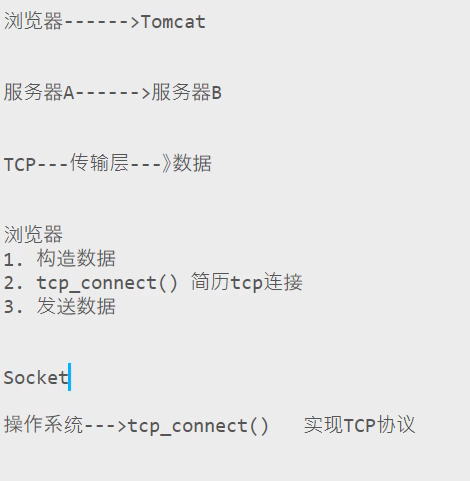 浏览器------>Tomcat
服务器A------>服务器B
TCP---传输层---》数据
浏览器
1. 构造数据
2. tcp_connect() 简历tcp连接
3. 发送数据
Socket
操作系统--->tcp_connect()   实现TCP协议